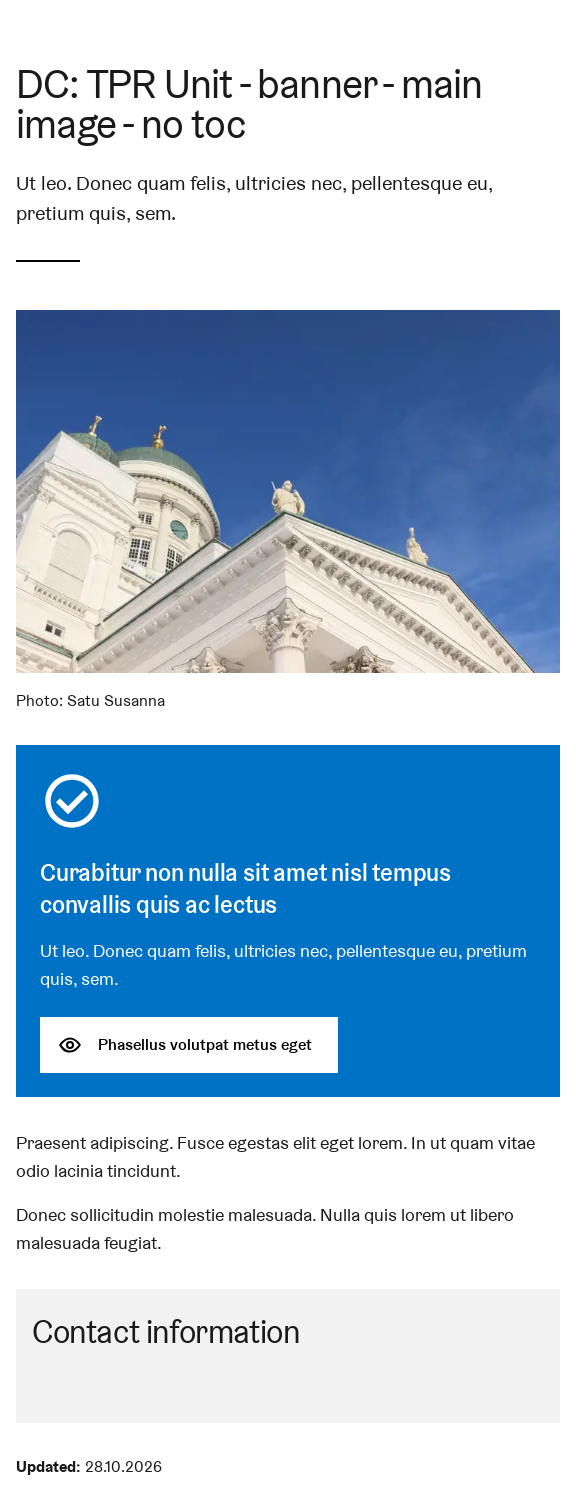 DC: TPR Unit - banner - main
image - no toc
Ut leo. Donec quam felis, ultricies nec, pellentesque eu,
pretium quis, sem.
Photo: Satu Susanna
Curabitur non nulla sit amet nisl tempus
convallis quis ac lectus
Ut leo. Donec quam felis, ultricies nec, pellentesque eu, pretium
quis, sem.
Phasellus volutpat metus eget
Praesent adipiscing. Fusce egestas elit eget lorem. In ut quam vitae
odio lacinia tincidunt.
Donec sollicitudin molestie malesuada. Nulla quis lorem ut libero
malesuada feugiat.
Contact information
Updated: 28.10.2026